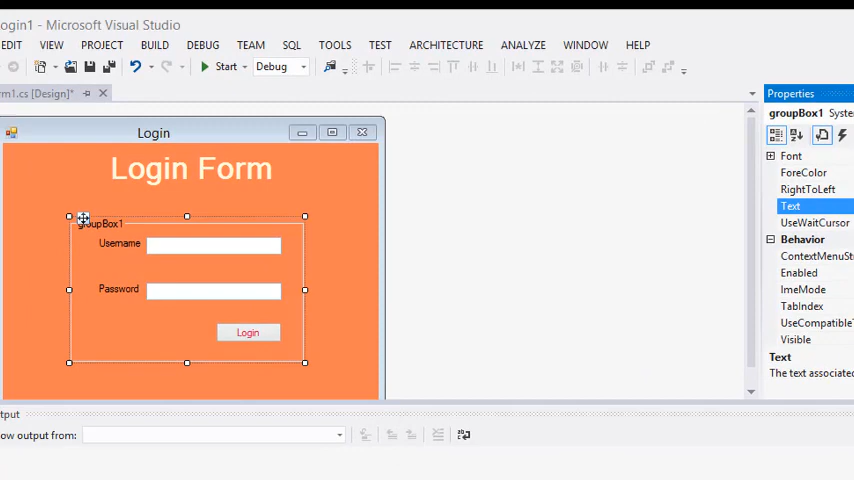 ogin1 - Microsoft Visual Studio
EDIT VIEW PROJECT BUILD DEBUG TEAM SQL TOOLS TEST ARCHITECTURE ANALYZE WINDOW HELP
Start Debug
rm1.cs [Design]*
Properties
groupBox1 Syste
Font
ForeColor
RightToLeft
Text
UseWaitCursor
Behavior
ContextMenuSt
Enabled
ImeMode
TabIndex
UseCompatibleT
Visible
Text
The text associated
Login
Login Form
groupBox1
Username
Password
Login
tput
ow output from: